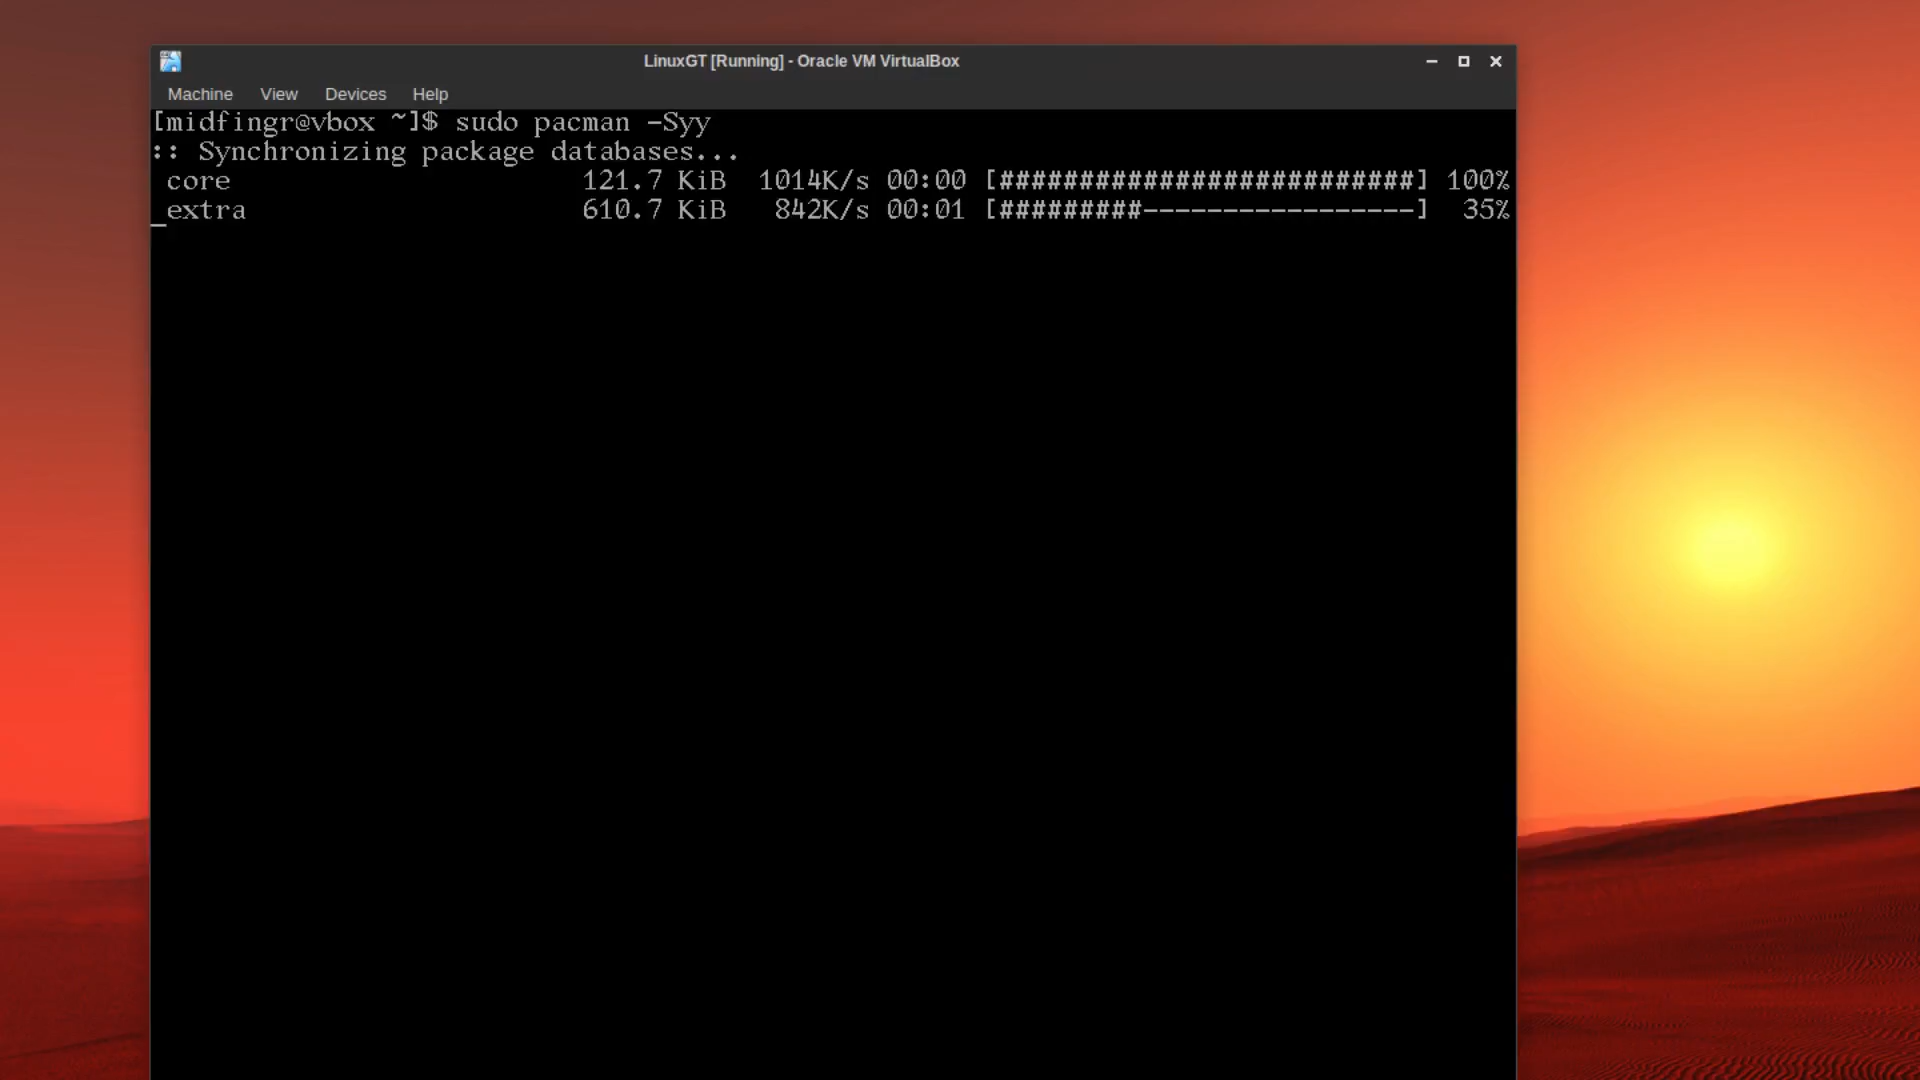 LinuxGT [Running] - Oracle VM VirtualBox
Machine View Devices Help
[midfingr@vbox ~]$ sudo pacman -Syy
:: Synchronizing package databases...
core 121.7 KiB 1014K/s 00:00 [##########################] 100%
extra 610.7 KiB 842K/s 00:01 [#########-----------------] 35%
_